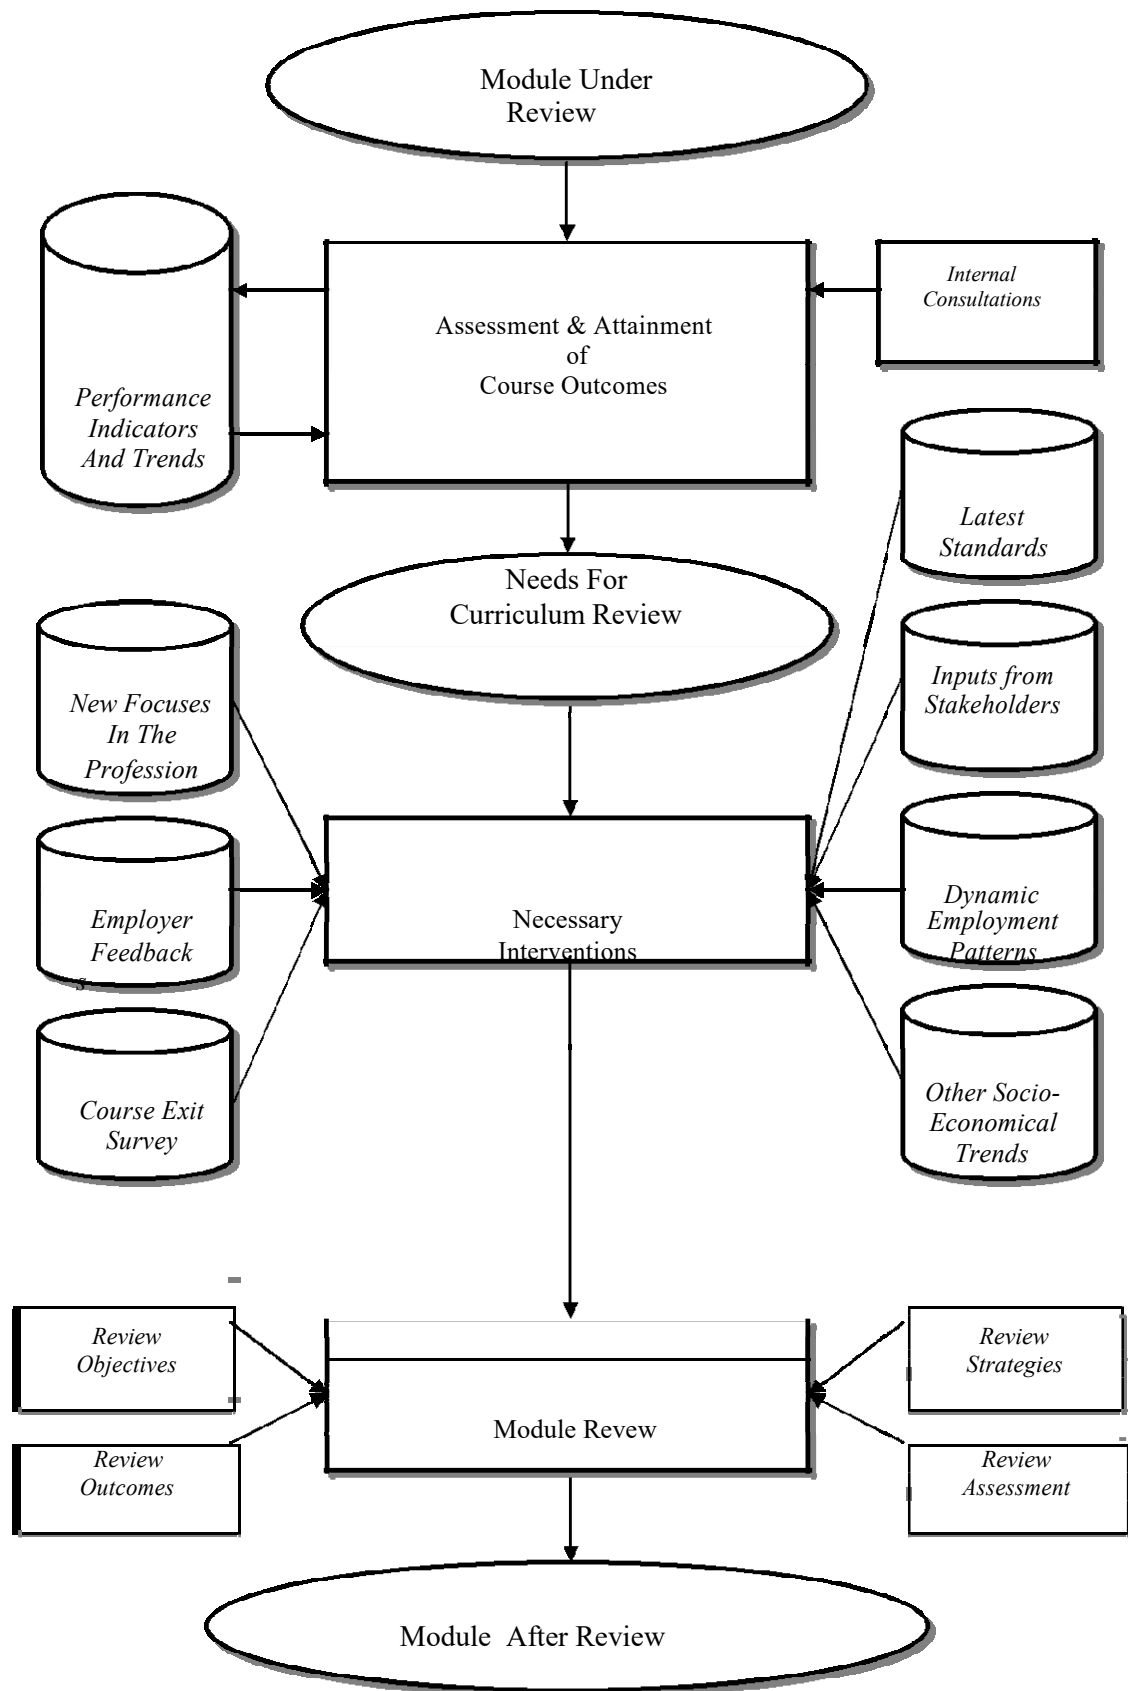 Module Under
Review
Internal
Consultations
Assessment & Attainment
of
Course Outcomes
Performance
Indicators
And Trends
Latest
Standards
Needs For
Curriculum Review
Inputs from
Stakeholders
New Focuses
In The
Profession
Dynamic
Employment
Patterns
Employer
Feedback
s
Necessary
Interventions
Course Exit
Survey
Other Socio-
Economical
Trends
Review
Objectives
Review
Strategies
Module Revew
Review
Outcomes
Review
Assessment
Module After Review